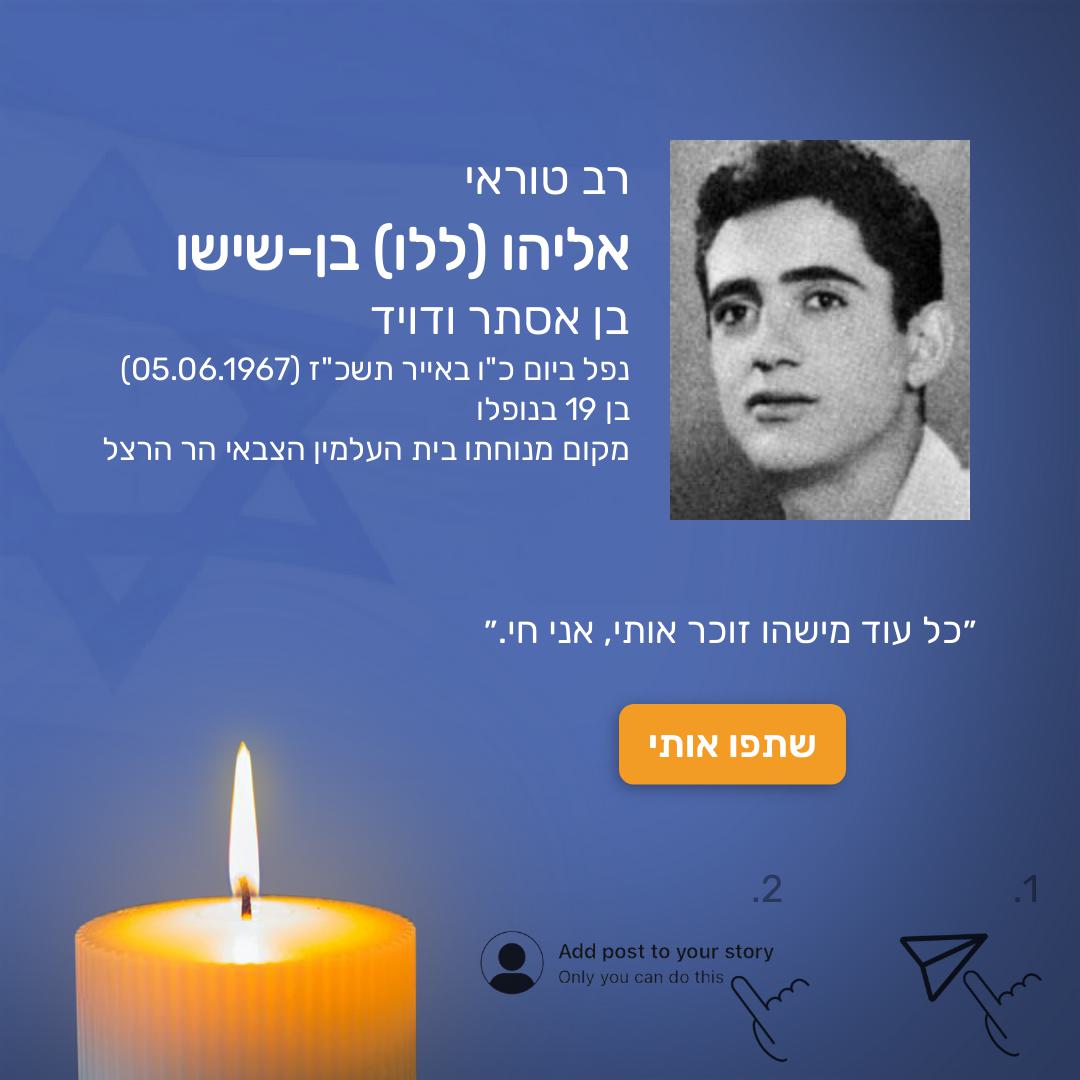 רב טוראי
אליהו (ללו) בן-שישו
בן אסתר ודויד
נפל ביום כ"ו באייר תשכ"ז (05.06.1967)
בן 19 בנופלו
מקום מנוחתו בית העלמין הצבאי הר הרצל
״כל עוד מישהו זוכר אותי, אני חי.״
שתפו אותי
.1
.2
Add post to your story
Only you can do this